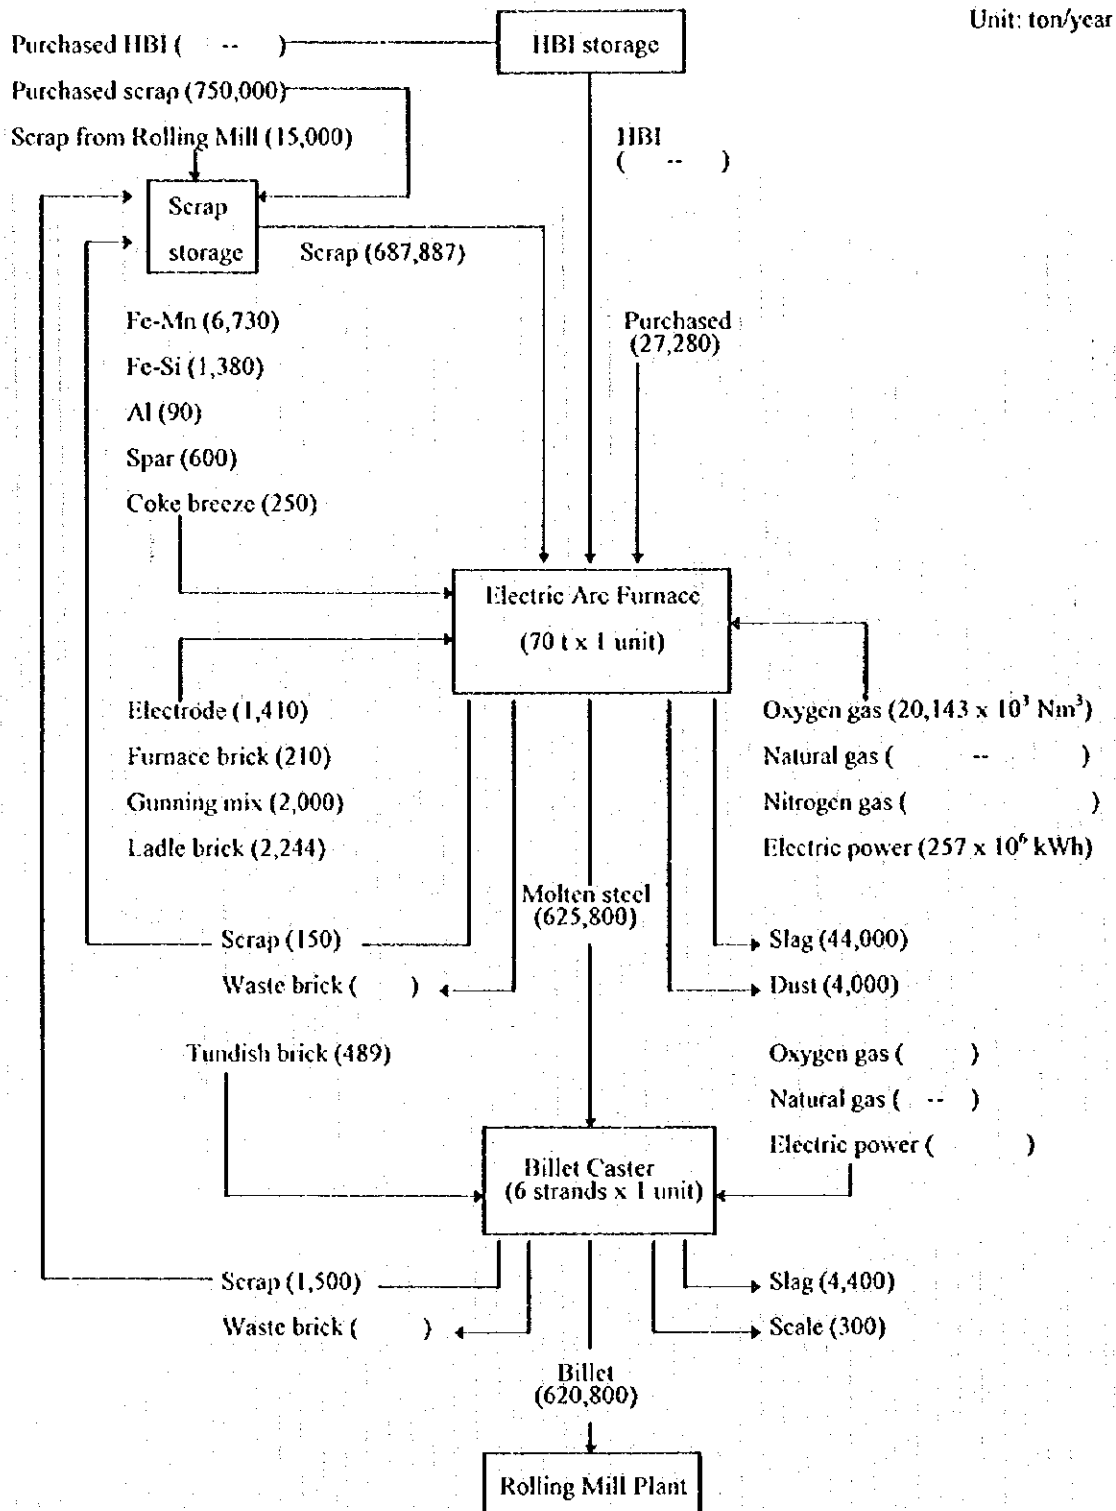 Unit: ton/year
Purchased HBI ( -- )
HBI storage
Purchased scrap (750,000)
Scrap from Rolling Mill (15,000)
HBI
( -- )
Scrap
storage
Scrap (687,887)
Fe-Mn (6,730)
Fe-Si (1,380)
Al (90)
Spar (600)
Coke breeze (250)
Purchased
(27,280)
Electric Arc Furnace
(70 t x 1 unit)
Electrode (1,410)
Furnace brick (210)
Gunning mix (2,000)
Ladle brick (2,244)
Oxygen gas (20,143 x 10³ Nm³)
Natural gas ( -- )
Nitrogen gas ( )
Electric power (257 x 10⁶ kWh)
Molten steel
(625,800)
Scrap (150)
Waste brick ( )
Slag (44,000)
Dust (4,000)
Tundish brick (489)
Oxygen gas ( )
Natural gas ( -- )
Electric power ( )
Billet Caster
(6 strands x 1 unit)
Scrap (1,500)
Waste brick ( )
Slag (4,400)
Scale (300)
Billet
(620,800)
Rolling Mill Plant